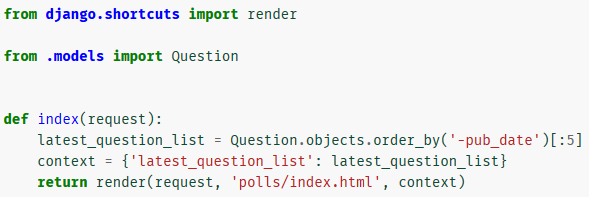 from django.shortcuts import render
from .models import Question
def index(request):
    latest_question_list = Question.objects.order_by('-pub_date')[:5]
    context = {'latest_question_list': latest_question_list}
    return render(request, 'polls/index.html', context)